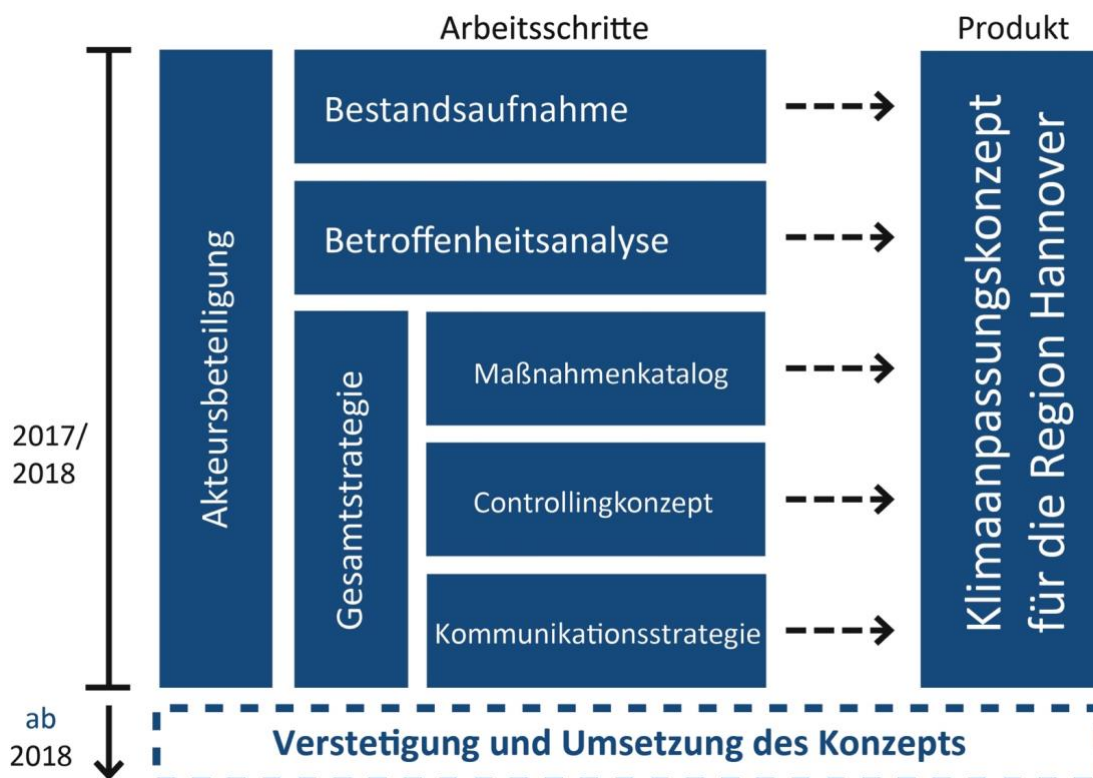 Arbeitsschritte
Produkt
2017/
2018
Akteursbeteiligung
Bestandsaufnahme
Betroffenheitsanalyse
Gesamtstrategie
Maßnahmenkatalog
Controllingkonzept
Kommunikationsstrategie
Klimaanpassungskonzept
für die Region Hannover
ab
2018
Verstetigung und Umsetzung des Konzepts